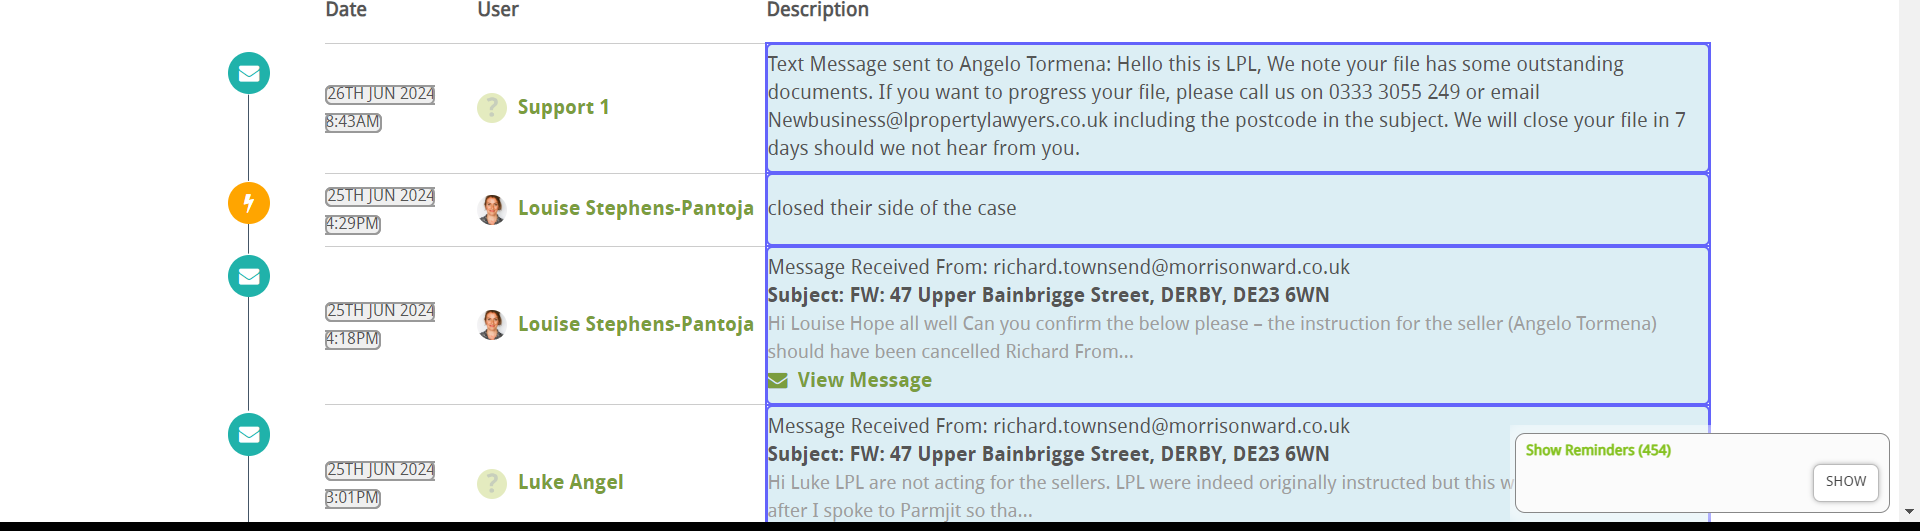 Date User Description
Text Message sent to Angelo Tormena: Hello this is LPL, We note your file has some outstanding
documents. If you want to progress your file, please call us on 0333 3055 249 or email
Newbusiness@lpropertylawyers.co.uk including the postcode in the subject. We will close your file in 7
days should we not hear from you.
26TH JUN 2024
8:43AM
Support 1
25TH JUN 2024
4:29PM
Louise Stephens-Pantoja
closed their side of the case
25TH JUN 2024
4:18PM
Louise Stephens-Pantoja
Message Received From: richard.townsend@morrisonward.co.uk
Subject: FW: 47 Upper Bainbrigge Street, DERBY, DE23 6WN
Hi Louise Hope all well Can you confirm the below please – the instruction for the seller (Angelo Tormena)
should have been cancelled Richard From...
View Message
25TH JUN 2024
3:01PM
Luke Angel
Message Received From: richard.townsend@morrisonward.co.uk
Subject: FW: 47 Upper Bainbrigge Street, DERBY, DE23 6WN
Hi Luke LPL are not acting for the sellers. LPL were indeed originally instructed but this w
after I spoke to Parmjit so tha...
Show Reminders (454)
SHOW